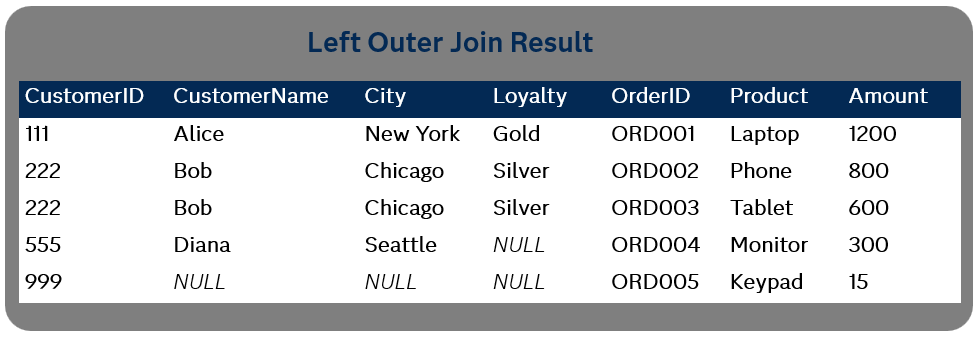 Left Outer Join Result
CustomerID CustomerName City Loyalty OrderID Product Amount
111 Alice New York Gold ORD001 Laptop 1200
222 Bob Chicago Silver ORD002 Phone 800
222 Bob Chicago Silver ORD003 Tablet 600
555 Diana Seattle NULL ORD004 Monitor 300
999 NULL NULL NULL ORD005 Keypad 15